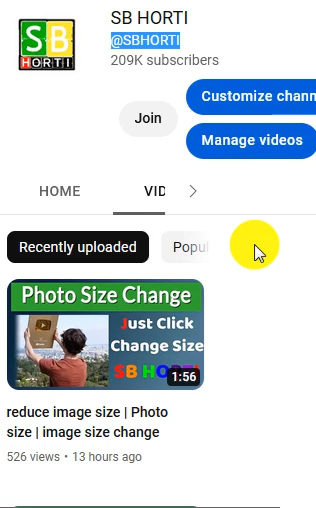 SB
HORTI
SB HORTI
@SBHORTI
209K subscribers
Join
Customize chann
Manage videos
HOME
VID
Recently uploaded
Popul
Photo Size Change
Just Click
Change Size
SB HORTI
1:56
reduce image size | Photo
size | image size change
526 views • 13 hours ago